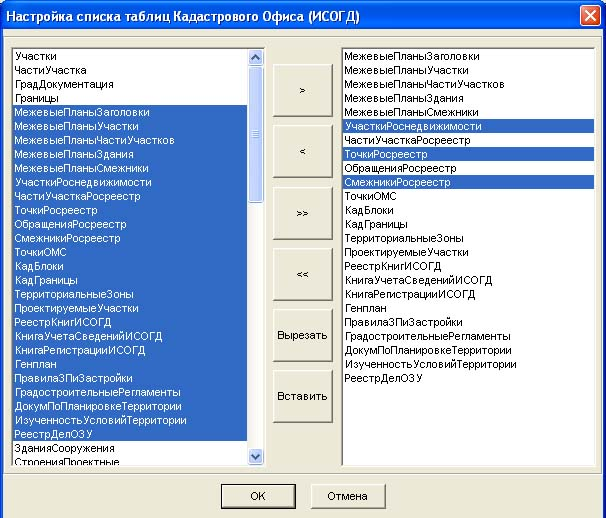 Настройка списка таблиц Кадастрового Офиса (ИСОГД)
Участки
ЧастиУчастка
ГрадДокументация
Границы
МежевыеПланыЗаголовки
МежевыеПланыУчастки
МежевыеПланыЧастиУчастков
МежевыеПланыЗдания
МежевыеПланыСмежники
УчасткиРоснедвижимости
ЧастиУчасткаРосреестр
ТочкиРосреестр
ОбращенияРосреестр
СмежникиРосреестр
ТочкиОМС
КадБлоки
КадГраницы
ТерриториальныеЗоны
ПроектируемыеУчастки
РеестрКнигИСОГД
КнигаУчетаСведенийИСОГД
КнигаРегистрацииИСОГД
Генплан
ПравилаЗПиЗастройки
ГрадостроительныеРегламенты
ДокумПоПланировкеТерритории
ИзученностьУсловийТерритории
РеестрДелОЗУ
ЗданияСооружения
СтроенияПроектные
>
<
>>
<<
Вырезать
Вставить
МежевыеПланыЗаголовки
МежевыеПланыУчастки
МежевыеПланыЧастиУчастков
МежевыеПланыЗдания
МежевыеПланыСмежники
УчасткиРоснедвижимости
ЧастиУчасткаРосреестр
ТочкиРосреестр
ОбращенияРосреестр
СмежникиРосреестр
ТочкиОМС
КадБлоки
КадГраницы
ТерриториальныеЗоны
ПроектируемыеУчастки
РеестрКнигИСОГД
КнигаУчетаСведенийИСОГД
КнигаРегистрацииИСОГД
Генплан
ПравилаЗПиЗастройки
ГрадостроительныеРегламенты
ДокумПоПланировкеТерритории
ИзученностьУсловийТерритории
РеестрДелОЗУ
OK
Отмена